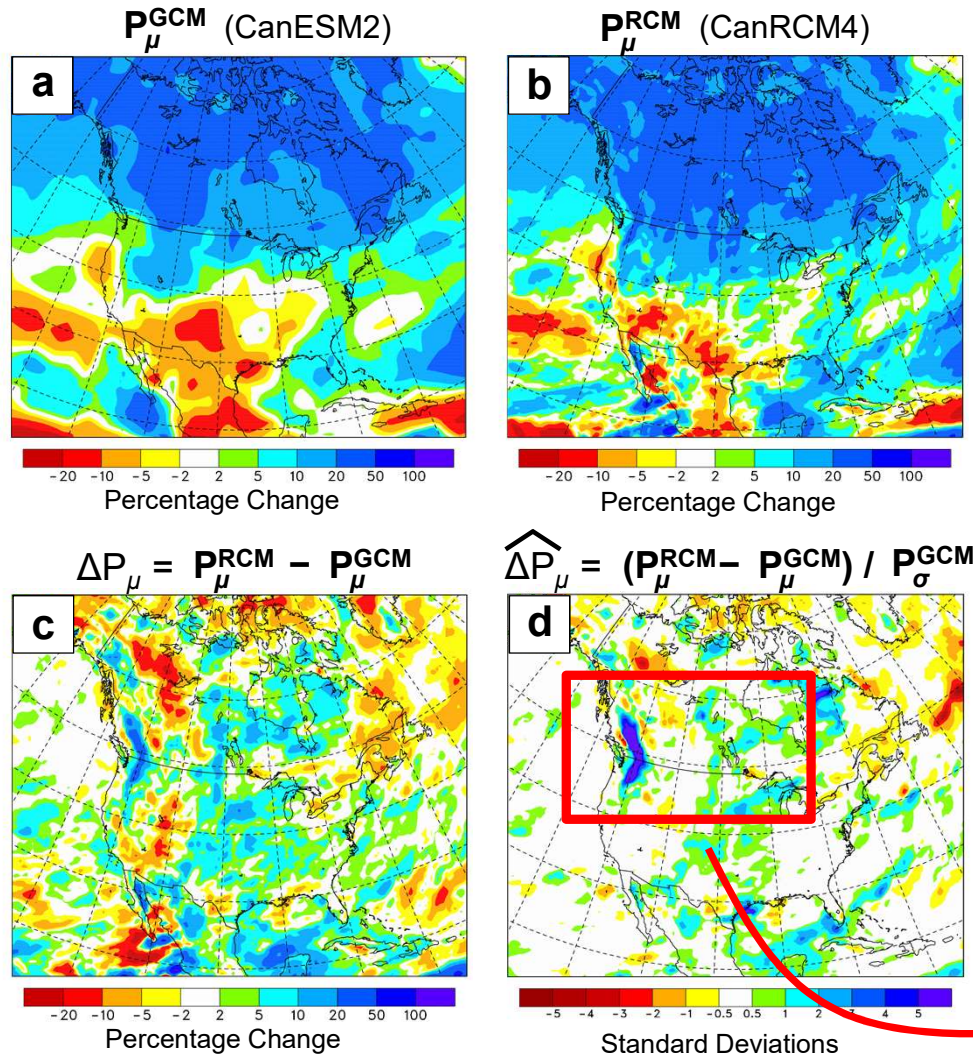 P_μ^GCM (CanESM2)
P_μ^RCM (CanRCM4)
a
b
-20 -10 -5 -2 2 5 10 20 50 100
Percentage Change
-20 -10 -5 -2 2 5 10 20 50 100
Percentage Change
ΔP_μ = P_μ^RCM − P_μ^GCM
\widehat{ΔP}_μ = (P_μ^RCM − P_μ^GCM) / P_σ^GCM
c
d
-20 -10 -5 -2 2 5 10 20 50 100
Percentage Change
-5 -4 -3 -2 -1 -0.5 0.5 1 2 3 4 5
Standard Deviations